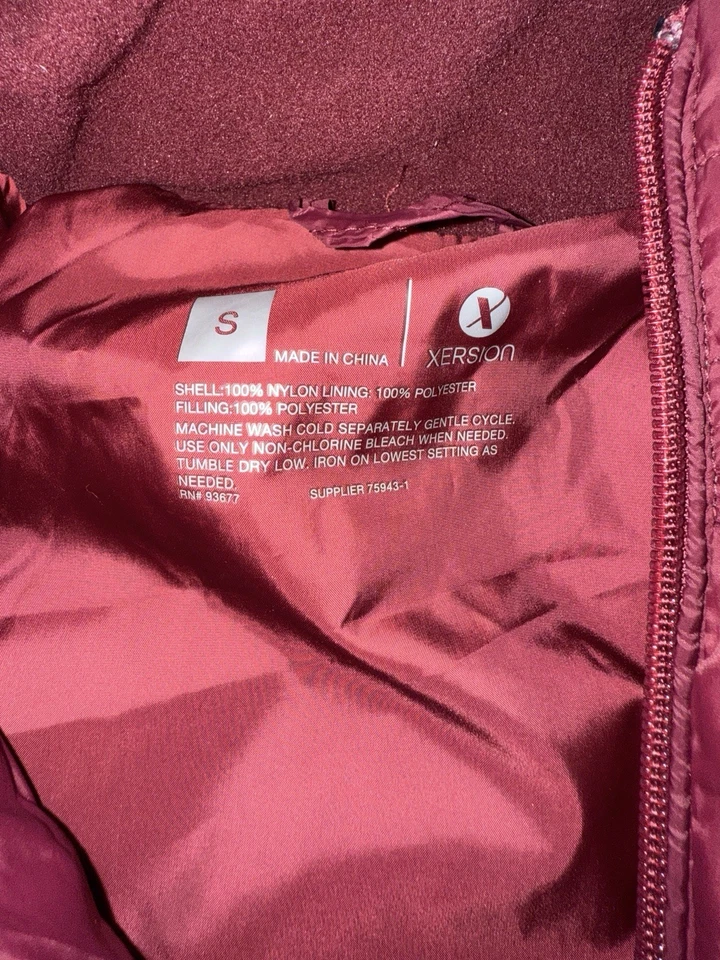 S
MADE IN CHINA
X
XERSION
SHELL:100% NYLON LINING: 100% POLYESTER
FILLING:100% POLYESTER
MACHINE WASH COLD SEPARATELY GENTLE CYCLE.
USE ONLY NON-CHLORINE BLEACH WHEN NEEDED.
TUMBLE DRY LOW. IRON ON LOWEST SETTING AS
NEEDED.
RN# 93677 SUPPLIER 75943-1